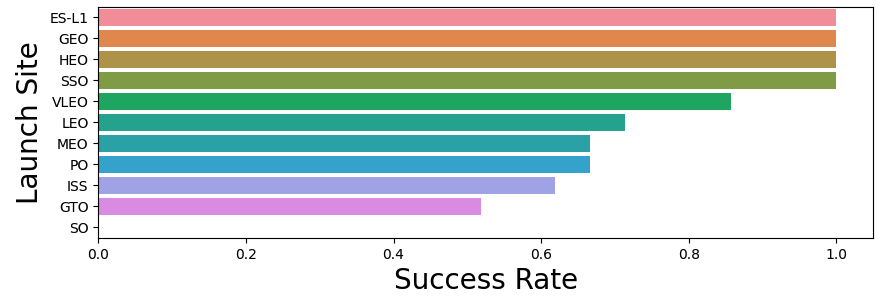 Launch Site
ES-L1
GEO
HEO
SSO
VLEO
LEO
MEO
PO
ISS
GTO
SO
0.0 0.2 0.4 0.6 0.8 1.0
Success Rate